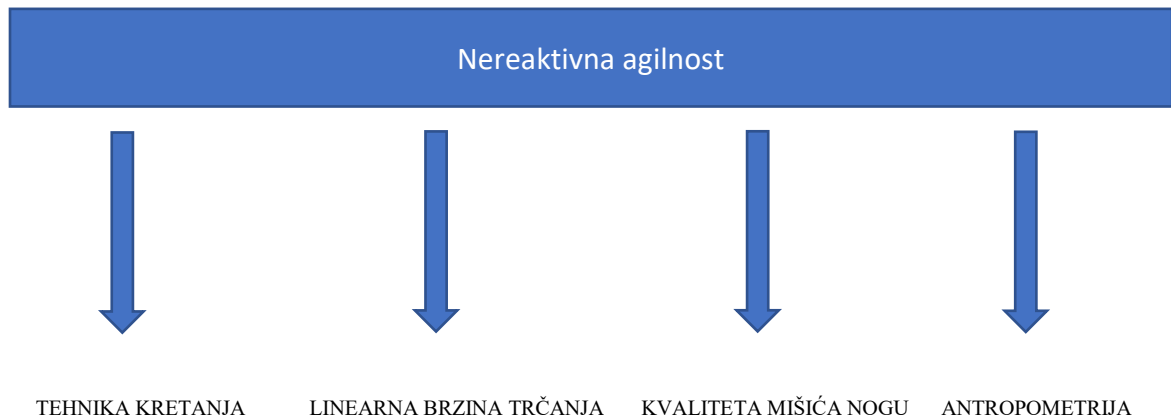 Nereaktivna agilnost
TEHNIKA KRETANJA
LINEARNA BRZINA TRČANJA
KVALITETA MIŠIĆA NOGU
ANTROPOMETRIJA